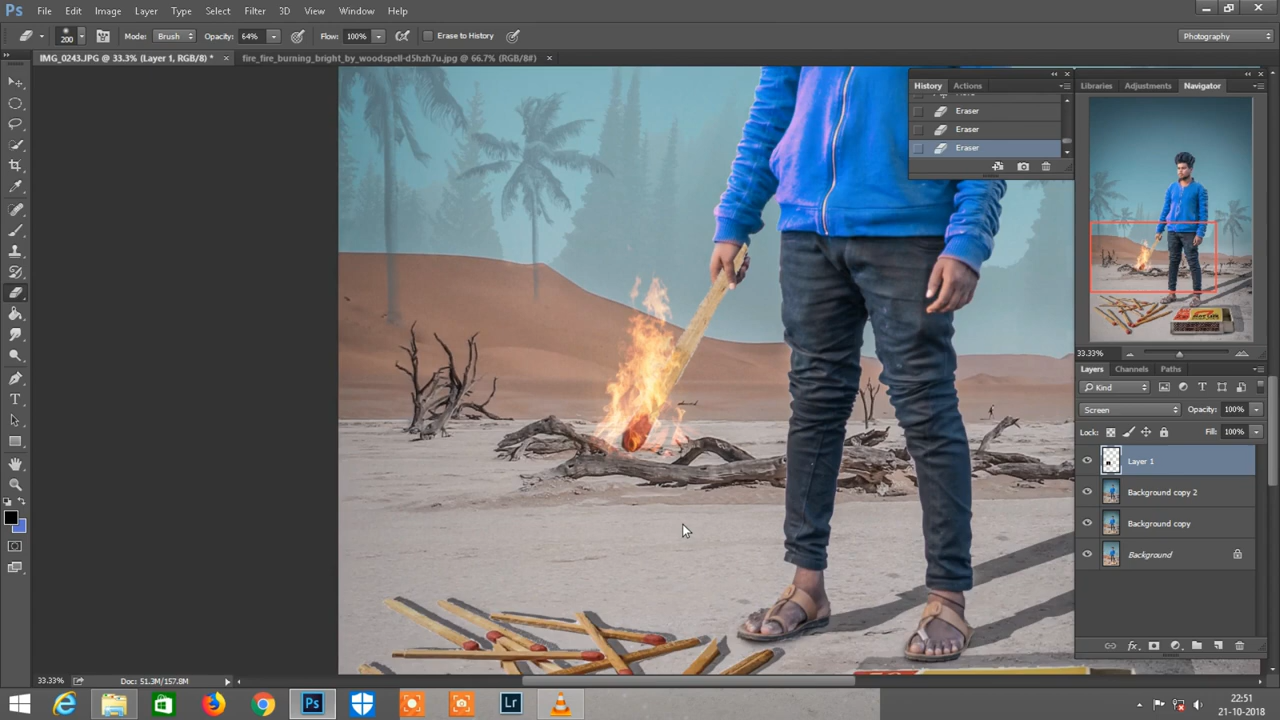 Ps File Edit Image Layer Type Select Filter 3D View Window Help
200 Mode: Brush Opacity: 64% Flow: 100% Erase to History Photography
IMG_0243.JPG @ 33.3% (Layer 1, RGB/8) * × fire_fire_burning_bright_by_woodspell-d5hzh7u.jpg @ 66.7% (RGB/8#) ×
History Actions
Eraser
Eraser
Eraser
Libraries Adjustments Navigator
33.33%
Layers Channels Paths
Kind
Screen Opacity: 100%
Lock: Fill: 100%
Layer 1
Background copy 2
Background copy
Background
33.33% Doc: 51.3M/157.8M
Ps Lr
22:51
21-10-2018